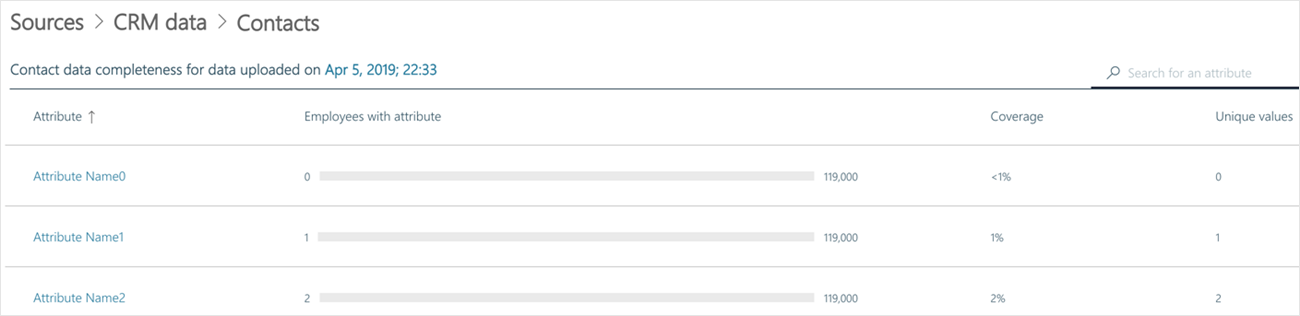 Sources > CRM data > Contacts
Contact data completeness for data uploaded on Apr 5, 2019; 22:33
Search for an attribute
Attribute ↑ Employees with attribute Coverage Unique values
Attribute Name0 0 119,000 <1% 0
Attribute Name1 1 119,000 1% 1
Attribute Name2 2 119,000 2% 2